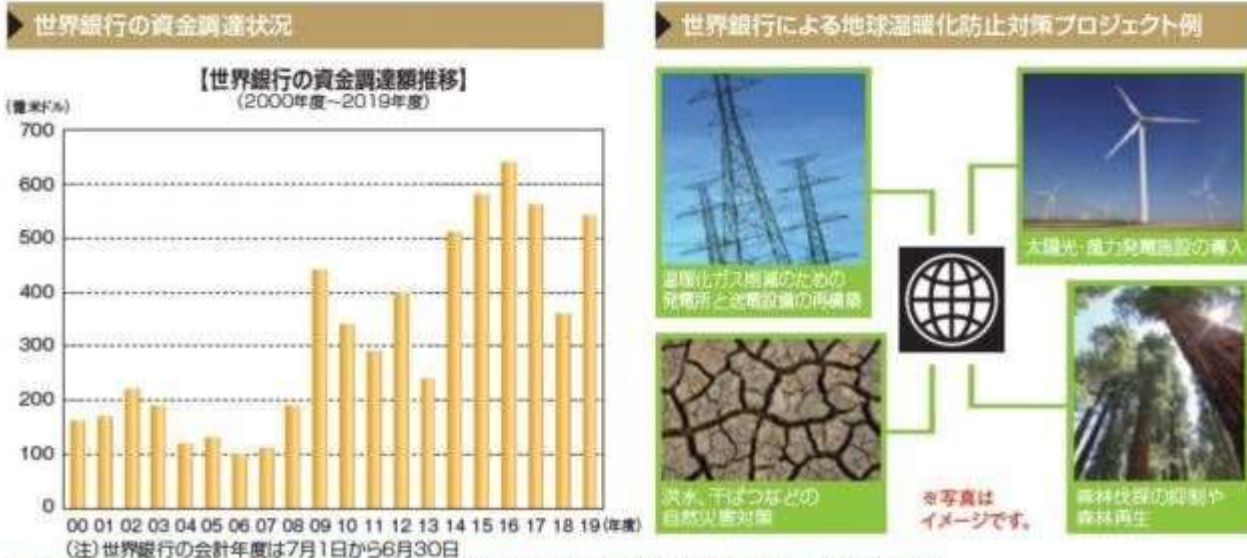 世界銀行の資金調達状況
【世界銀行の資金調達額推移】
(2000年度~2019年度)
(億米ドル)
700
600
500
400
300
200
100
0
00 01 02 03 04 05 06 07 08 09 10 11 12 13 14 15 16 17 18 19 (年度)
(注)世界銀行の会計年度は7月1日から6月30日
世界銀行による地球温暖化防止対策プロジェクト例
温暖化ガス削減のための
発電所と送電設備の再構築
太陽光・風力発電施設の導入
洪水、干ばつなどの
自然災害対策
※写真は
イメージです。
森林伐採の抑制や
森林再生